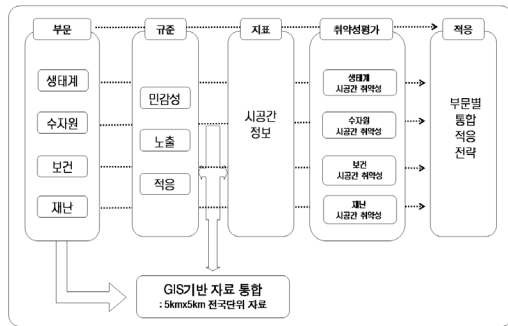 부문
규준
지표
취약성평가
적응
생태계
수자원
보건
재난
민감성
노출
적응
시공간
정보
생태계
시공간 취약성
수자원
시공간 취약성
보건
시공간 취약성
재난
시공간 취약성
부문별
통합
적응
전략
GIS기반 자료 통합
: 5kmx5km 전국단위 자료